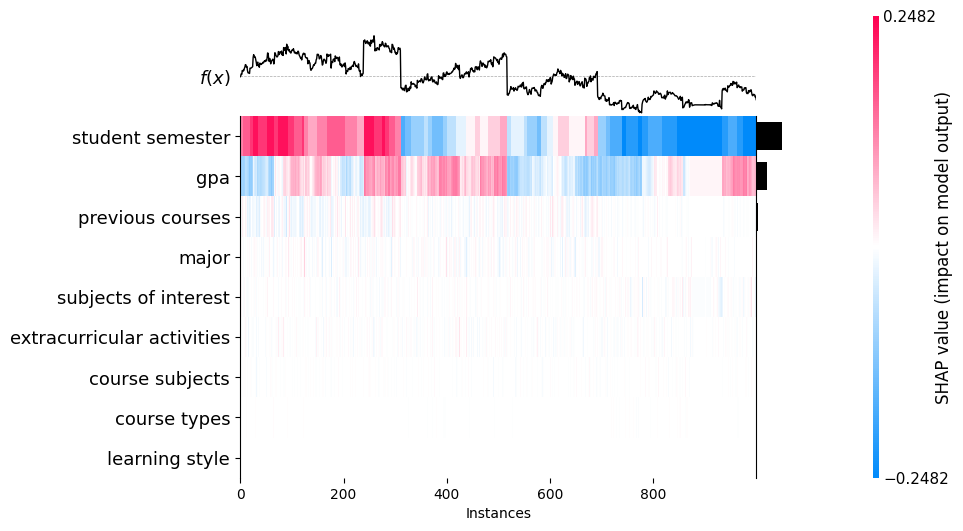 0.2482
f(x)
student semester
gpa
previous courses
major
subjects of interest
extracurricular activities
course subjects
course types
learning style
0 200 400 600 800
Instances
SHAP value (impact on model output)
−0.2482